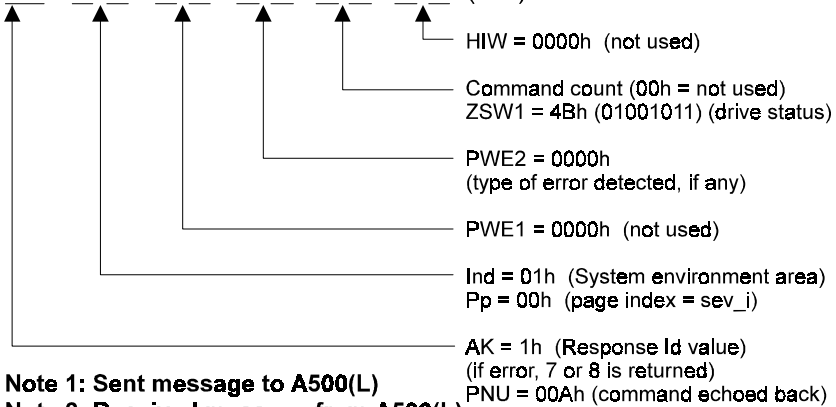 HIW = 0000h (not used)
Command count (00h = not used)
ZSW1 = 4Bh (01001011) (drive status)
PWE2 = 0000h
(type of error detected, if any)
PWE1 = 0000h (not used)
Ind = 01h (System environment area)
Pp = 00h (page index = sev_i)
AK = 1h (Response Id value)
(if error, 7 or 8 is returned)
PNU = 00Ah (command echoed back)
Note 1: Sent message to A500(L)